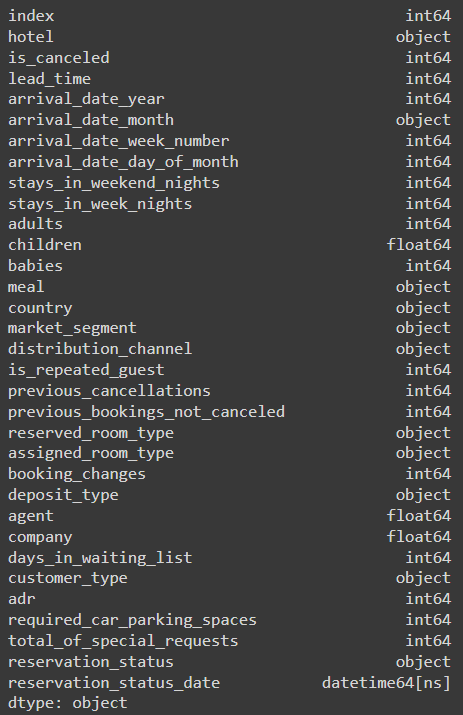 index int64
hotel object
is_canceled int64
lead_time int64
arrival_date_year int64
arrival_date_month object
arrival_date_week_number int64
arrival_date_day_of_month int64
stays_in_weekend_nights int64
stays_in_week_nights int64
adults int64
children float64
babies int64
meal object
country object
market_segment object
distribution_channel object
is_repeated_guest int64
previous_cancellations int64
previous_bookings_not_canceled int64
reserved_room_type object
assigned_room_type object
booking_changes int64
deposit_type object
agent float64
company float64
days_in_waiting_list int64
customer_type object
adr int64
required_car_parking_spaces int64
total_of_special_requests int64
reservation_status object
reservation_status_date datetime64[ns]
dtype: object